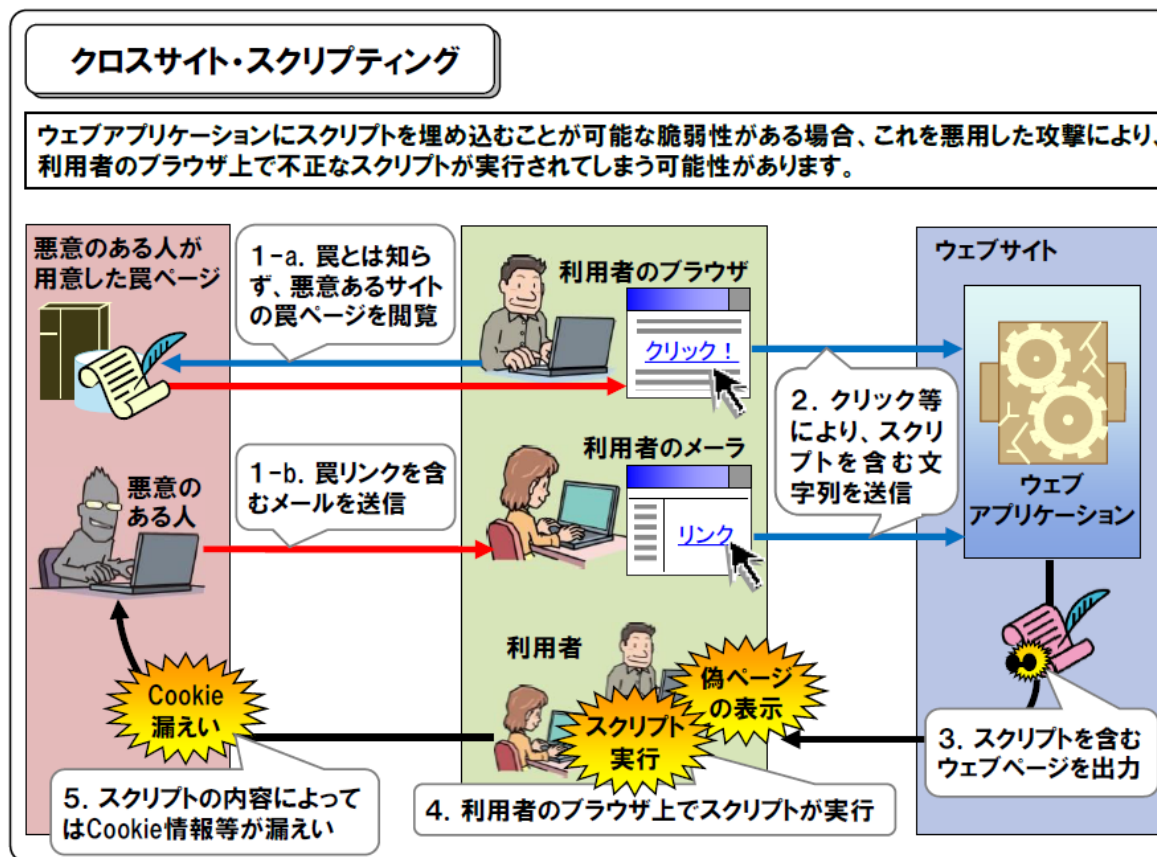 クロスサイト・スクリプティング
ウェブアプリケーションにスクリプトを埋め込むことが可能な脆弱性がある場合、これを悪用した攻撃により、
利用者のブラウザ上で不正なスクリプトが実行されてしまう可能性があります。
悪意のある人が
用意した罠ページ
1-a. 罠とは知ら
ず、悪意あるサイト
の罠ページを閲覧
利用者のブラウザ
クリック！
ウェブサイト
2. クリック等
により、スクリ
プトを含む文
字列を送信
ウェブ
アプリケーション
悪意の
ある人
1-b. 罠リンクを含
むメールを送信
利用者のメーラ
リンク
利用者
Cookie
漏えい
スクリプト
実行
偽ページ
の表示
3. スクリプトを含む
ウェブページを出力
4. 利用者のブラウザ上でスクリプトが実行
5. スクリプトの内容によって
はCookie情報等が漏えい